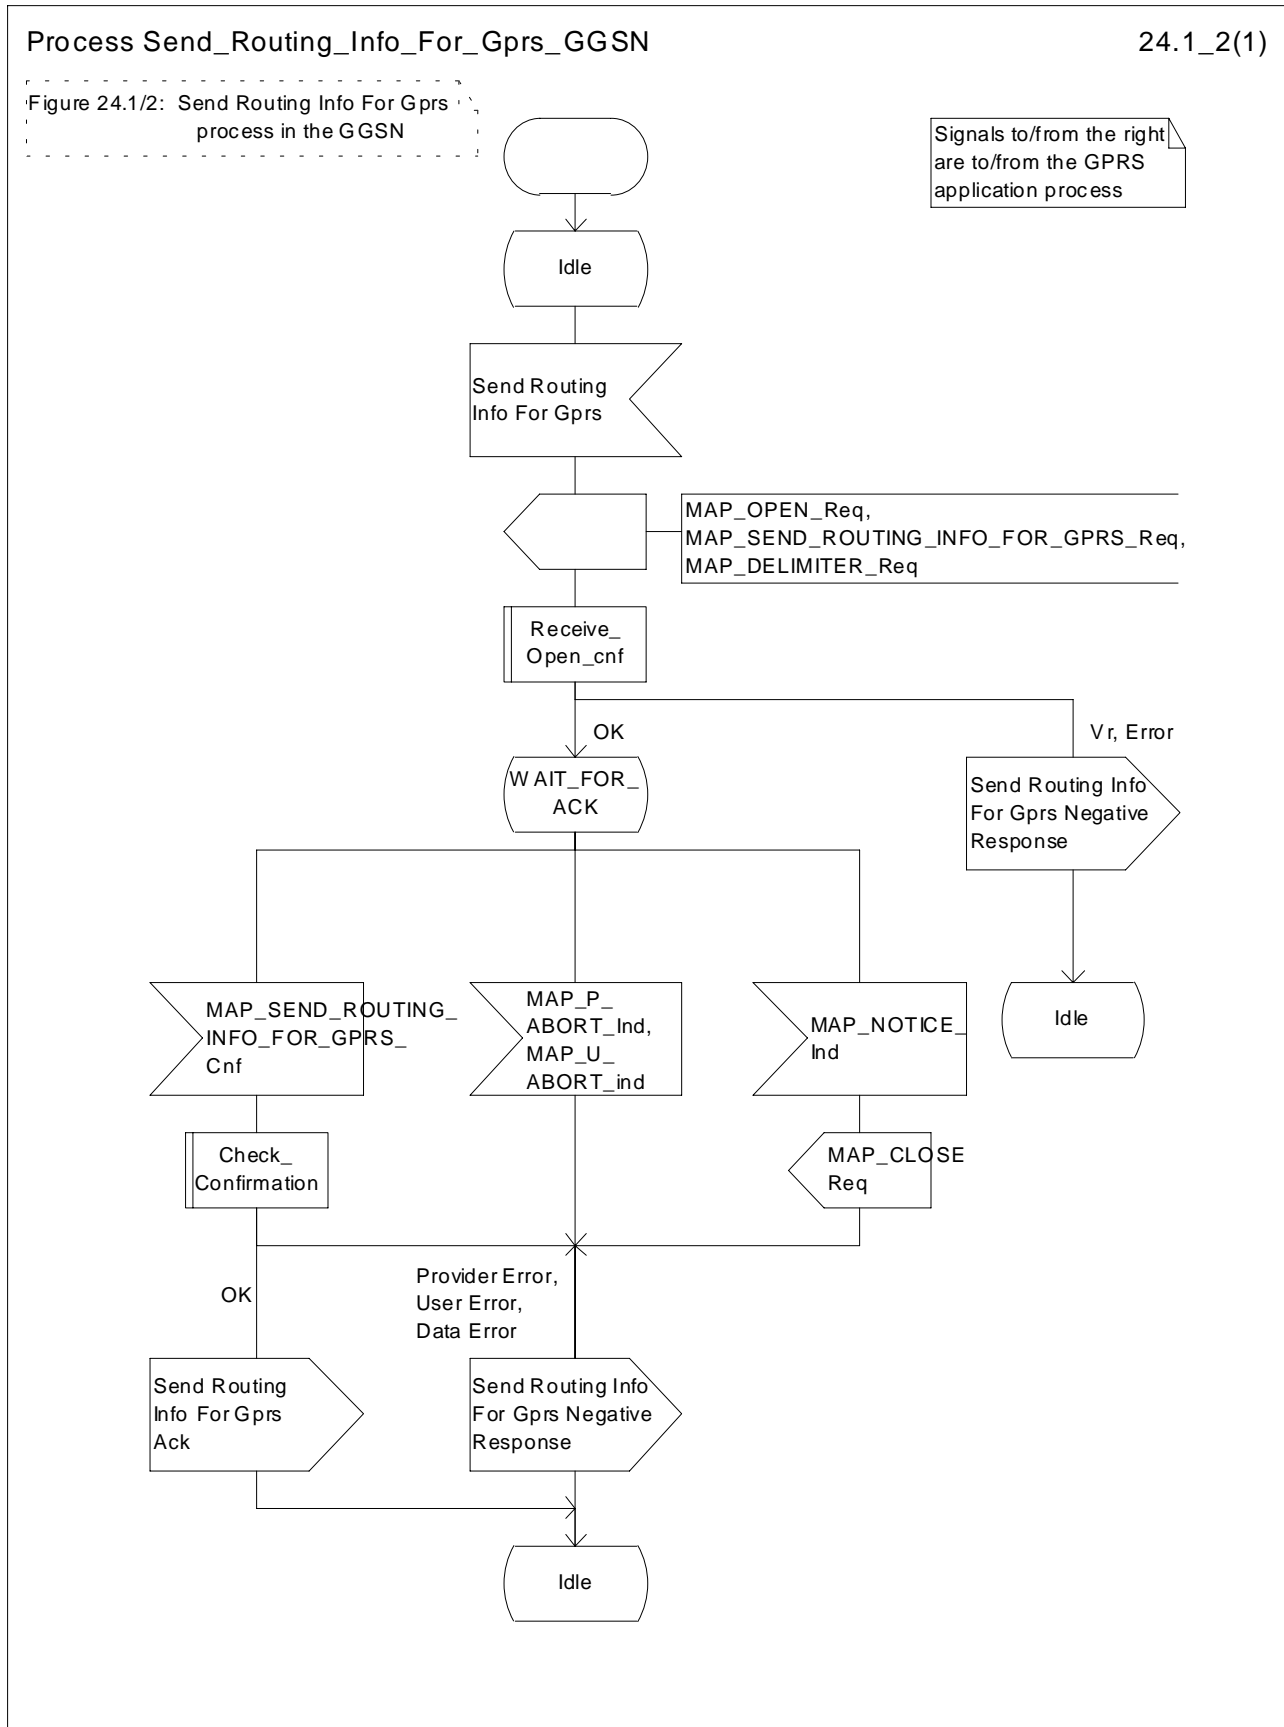 Process Send_Routing_Info_For_Gprs_GGSN
24.1_2(1)
Figure 24.1/2: Send Routing Info For Gprs
process in the GGSN
Signals to/from the right
are to/from the GPRS
application process
Idle
Send Routing
Info For Gprs
MAP_OPEN_Req,
MAP_SEND_ROUTING_INFO_FOR_GPRS_Req,
MAP_DELIMITER_Req
Receive_
Open_cnf
OK
Vr, Error
WAIT_FOR_
ACK
Send Routing Info
For Gprs Negative
Response
MAP_SEND_ROUTING_
INFO_FOR_GPRS_
Cnf
MAP_P_
ABORT_Ind,
MAP_U_
ABORT_ind
MAP_NOTICE_
Ind
Idle
Check_
Confirmation
MAP_CLOSE
Req
OK
Provider Error,
User Error,
Data Error
Send Routing
Info For Gprs
Ack
Send Routing Info
For Gprs Negative
Response
Idle